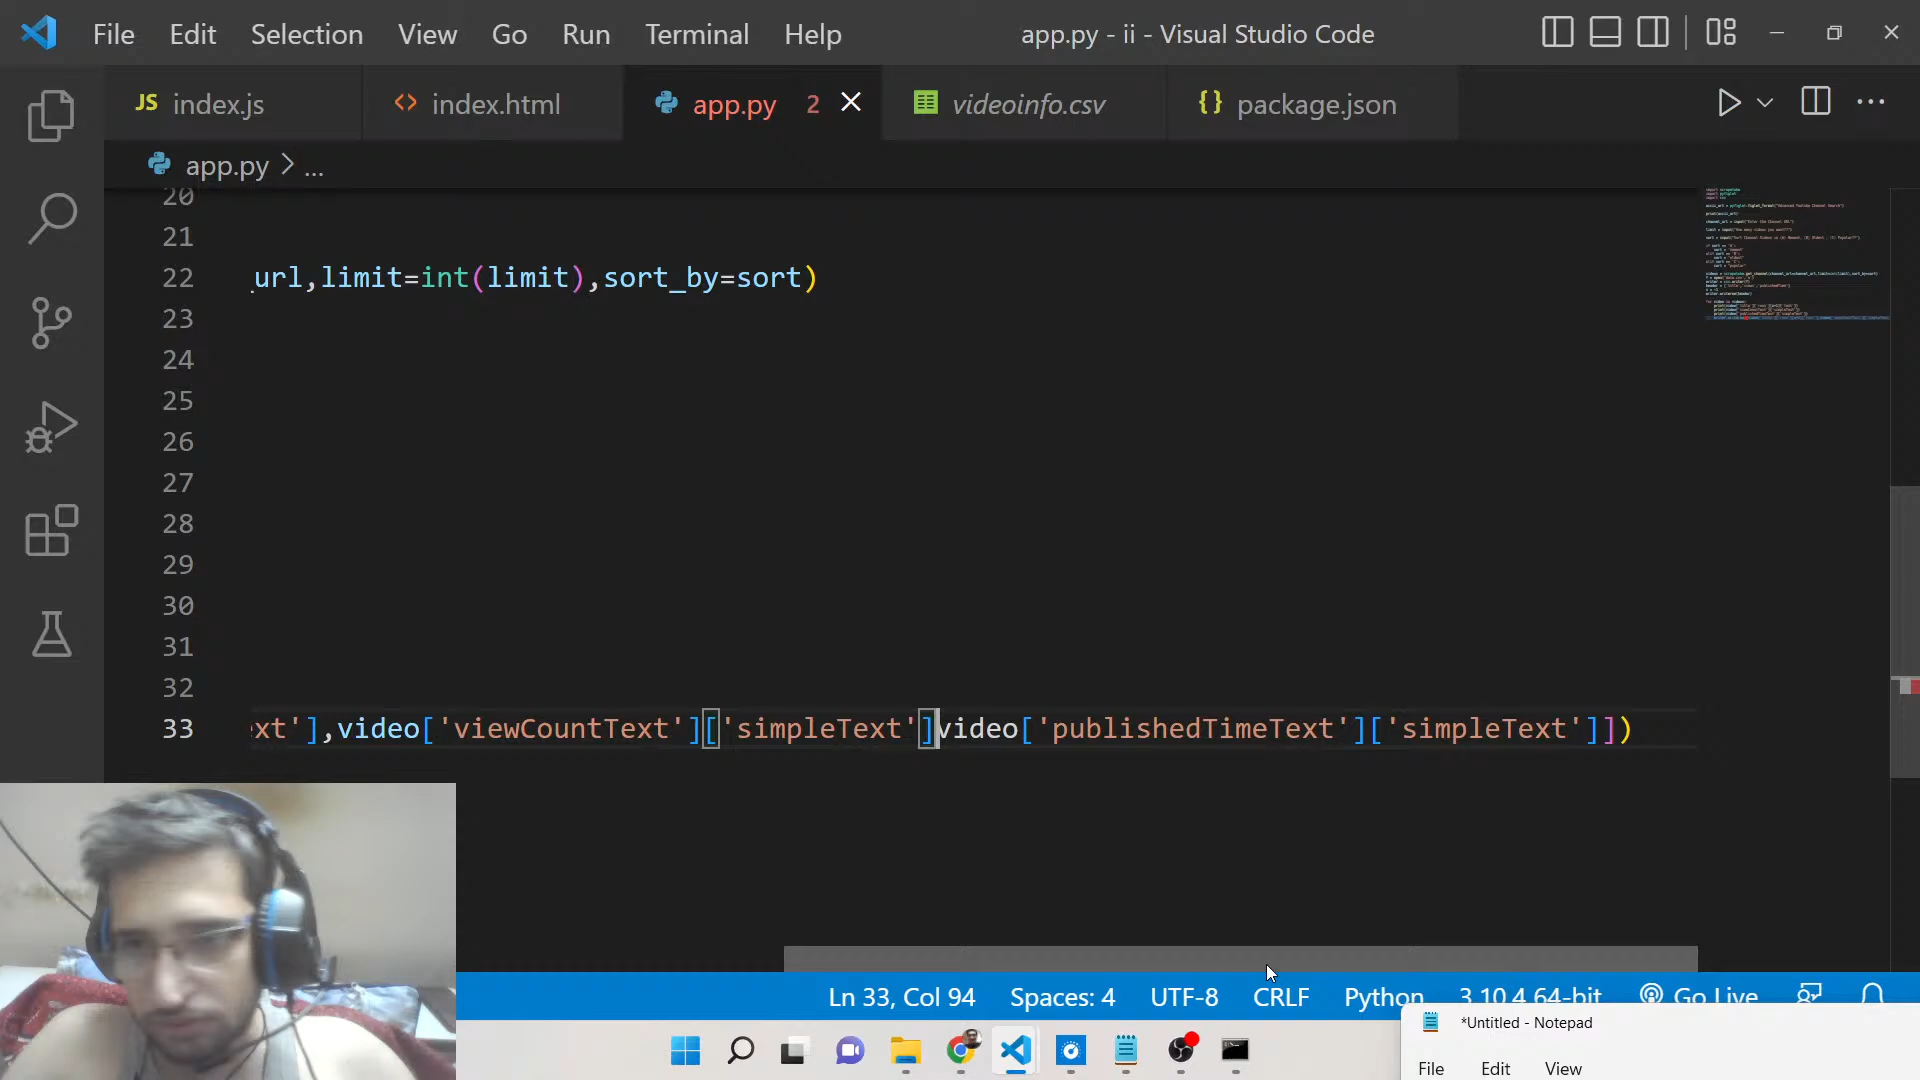 File Edit Selection View Go Run Terminal Help
app.py - ii - Visual Studio Code
JS index.js
<> index.html
app.py 2
videoinfo.csv
{} package.json
app.py > ...
20
21
22 _url,limit=int(limit),sort_by=sort)
23
24
25
26
27
28
29
30
31
32
33 xt'],video['viewCountText']['simpleText']video['publishedTimeText']['simpleText']])
Ln 33, Col 94 Spaces: 4 UTF-8 CRLF Python 3.10.4 64-bit Go Live
*Untitled - Notepad
File Edit View